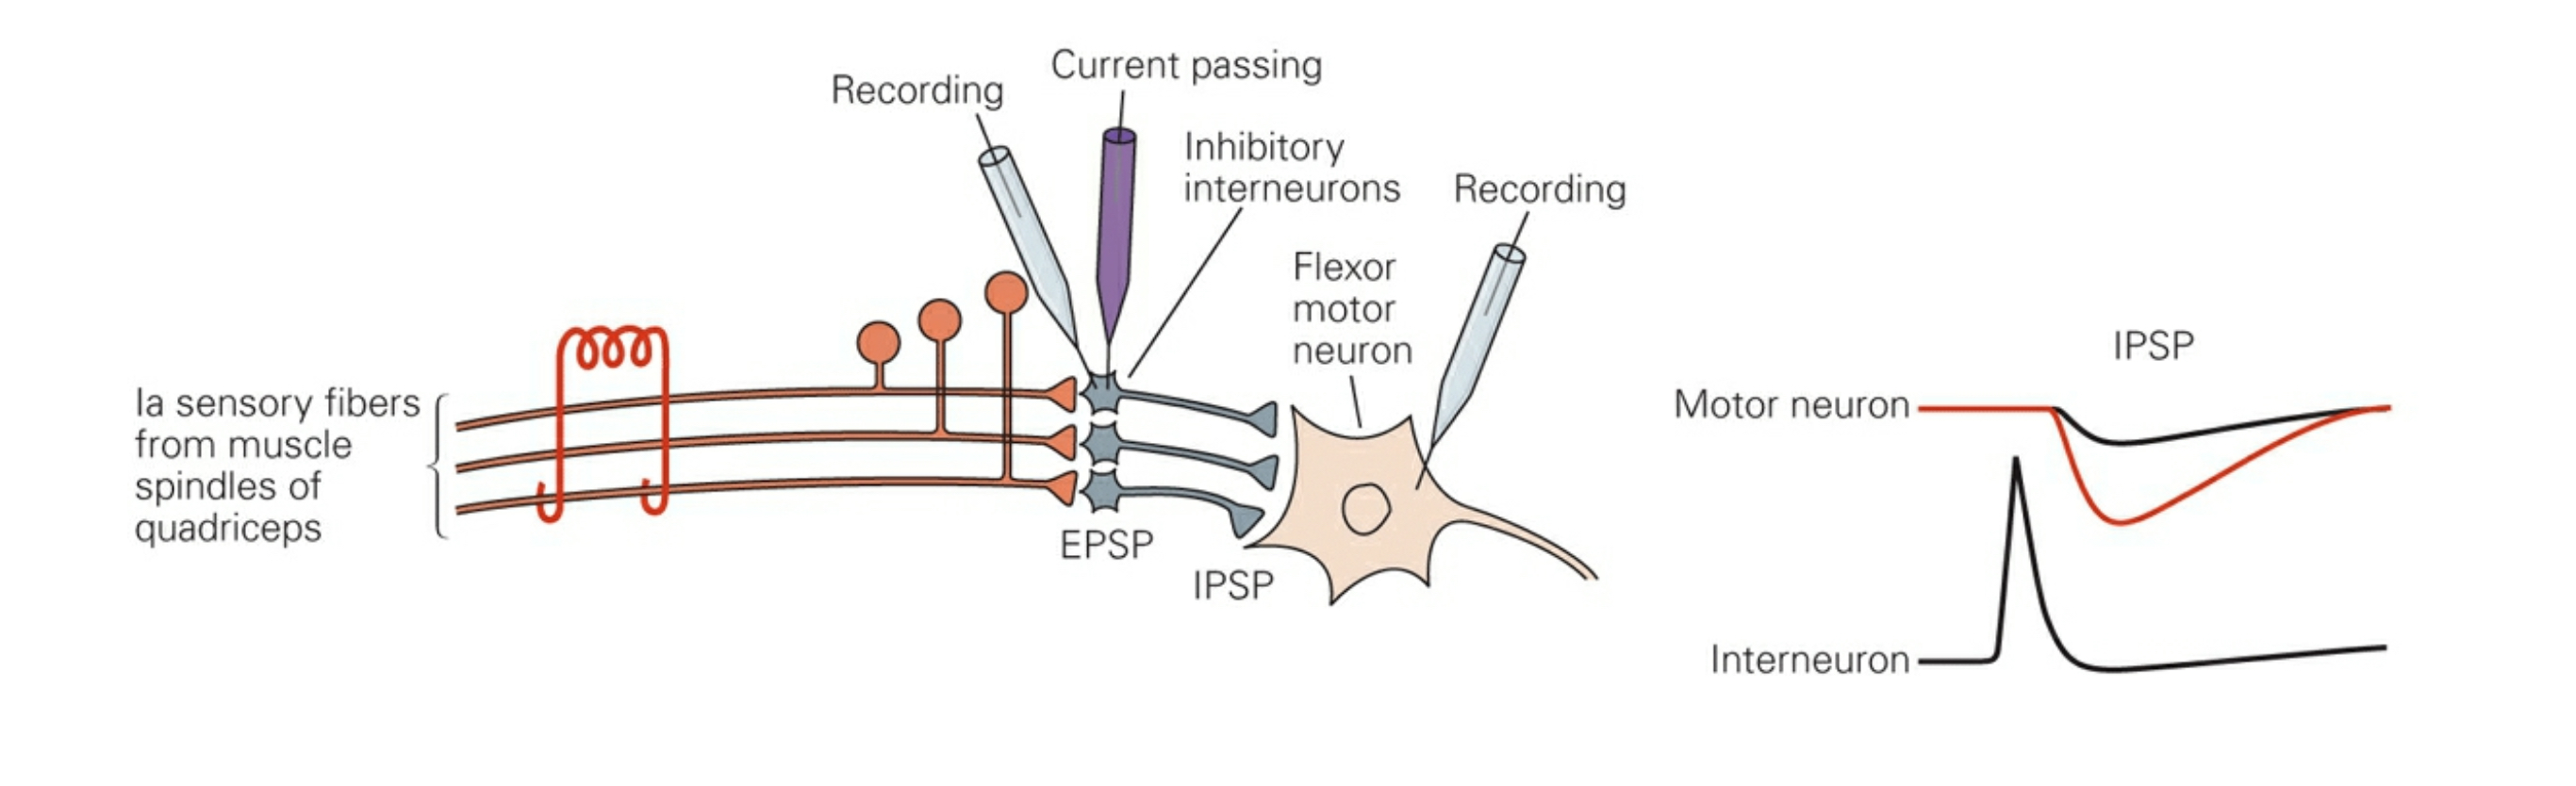 Current passing
Recording
Inhibitory
interneurons
Recording
Flexor
motor
neuron
Ia sensory fibers
from muscle
spindles of
quadriceps
EPSP
IPSP
IPSP
Motor neuron
Interneuron